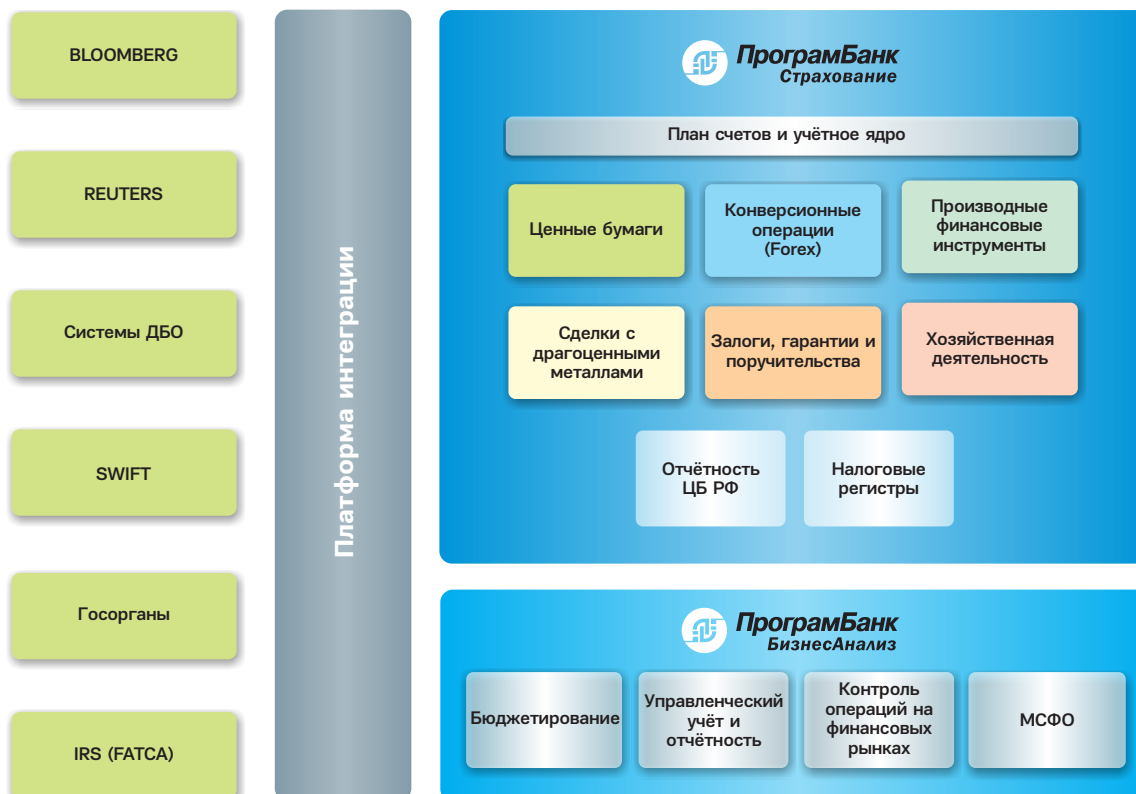 BLOOMBERG
REUTERS
Системы ДБО
SWIFT
Госорганы
IRS (FATCA)
Платформа интеграции
ПрограмБанк
Страхование
План счетов и учётное ядро
Ценные бумаги
Конверсионные
операции
(Forex)
Производные
финансовые
инструменты
Сделки с
драгоценными
металлами
Залоги, гарантии и
поручительства
Хозяйственная
деятельность
Отчётность
ЦБ РФ
Налоговые
регистры
ПрограмБанк
БизнесАнализ
Бюджетирование
Управленческий
учёт и
отчётность
Контроль
операций на
финансовых
рынках
МСФО